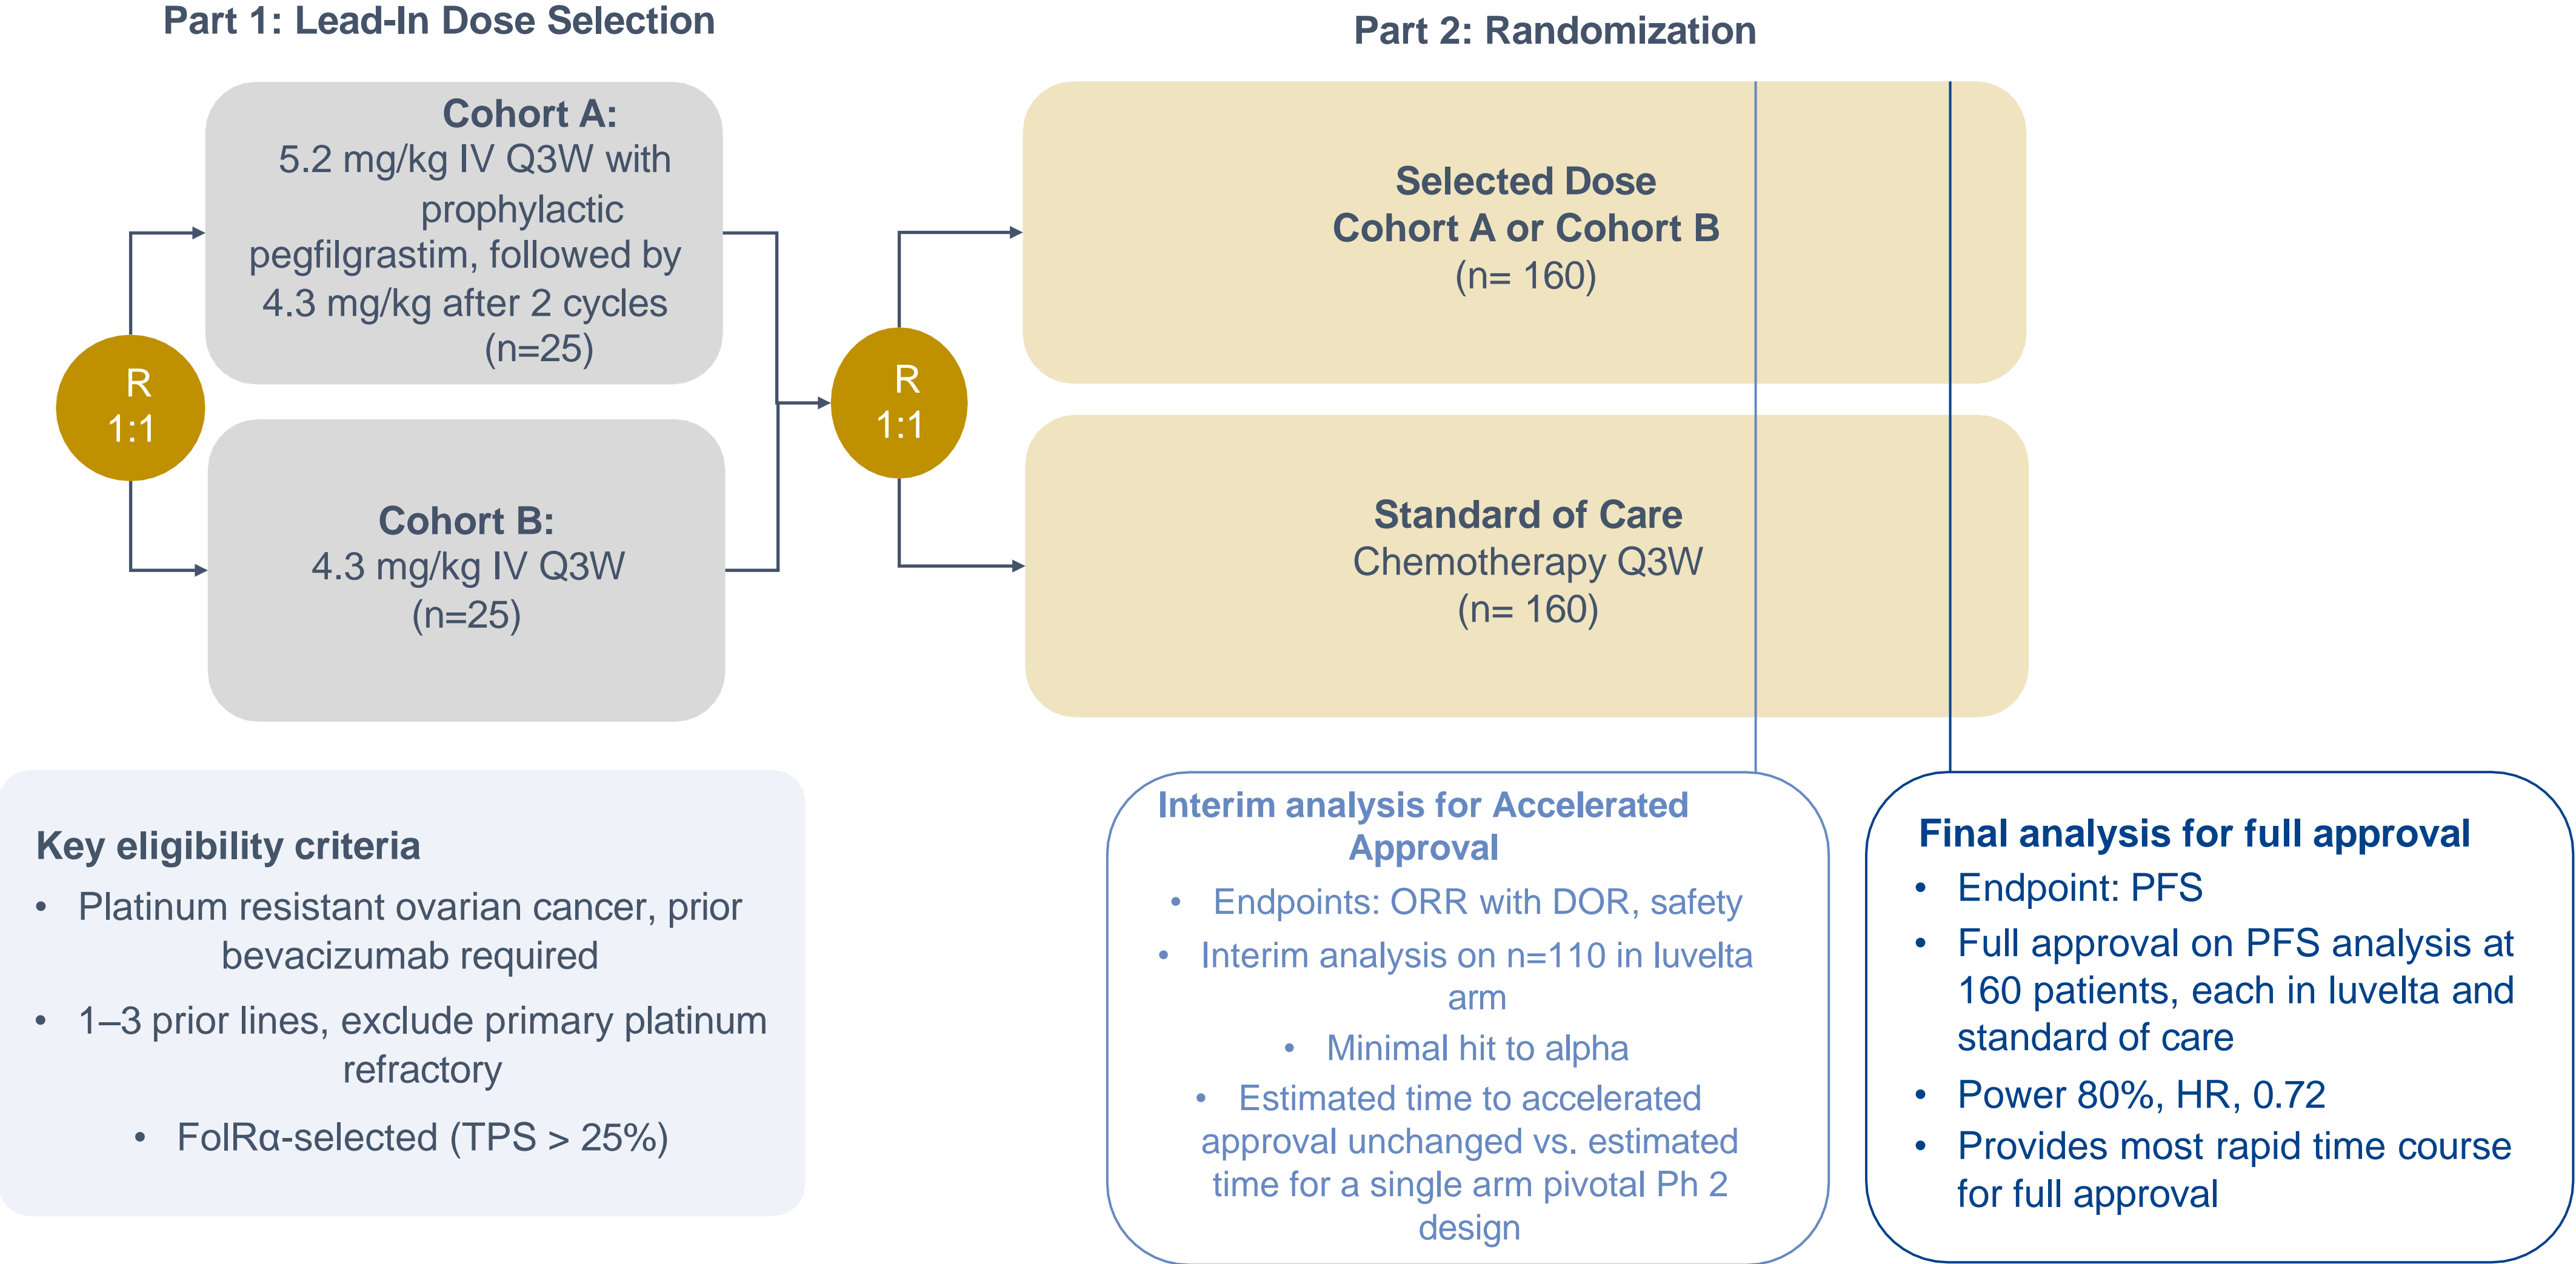 Part 1: Lead-In Dose Selection
Part 2: Randomization
R
1:1
Cohort A:
5.2 mg/kg IV Q3W with
prophylactic
pegfilgrastim, followed by
4.3 mg/kg after 2 cycles
(n=25)
Cohort B:
4.3 mg/kg IV Q3W
(n=25)
R
1:1
Selected Dose
Cohort A or Cohort B
(n= 160)
Standard of Care
Chemotherapy Q3W
(n= 160)
Key eligibility criteria
• Platinum resistant ovarian cancer, prior
bevacizumab required
• 1–3 prior lines, exclude primary platinum
refractory
• FolRα-selected (TPS > 25%)
Interim analysis for Accelerated
Approval
• Endpoints: ORR with DOR, safety
• Interim analysis on n=110 in luvelta
arm
• Minimal hit to alpha
• Estimated time to accelerated
approval unchanged vs. estimated
time for a single arm pivotal Ph 2
design
Final analysis for full approval
• Endpoint: PFS
• Full approval on PFS analysis at
160 patients, each in luvelta and
standard of care
• Power 80%, HR, 0.72
• Provides most rapid time course
for full approval